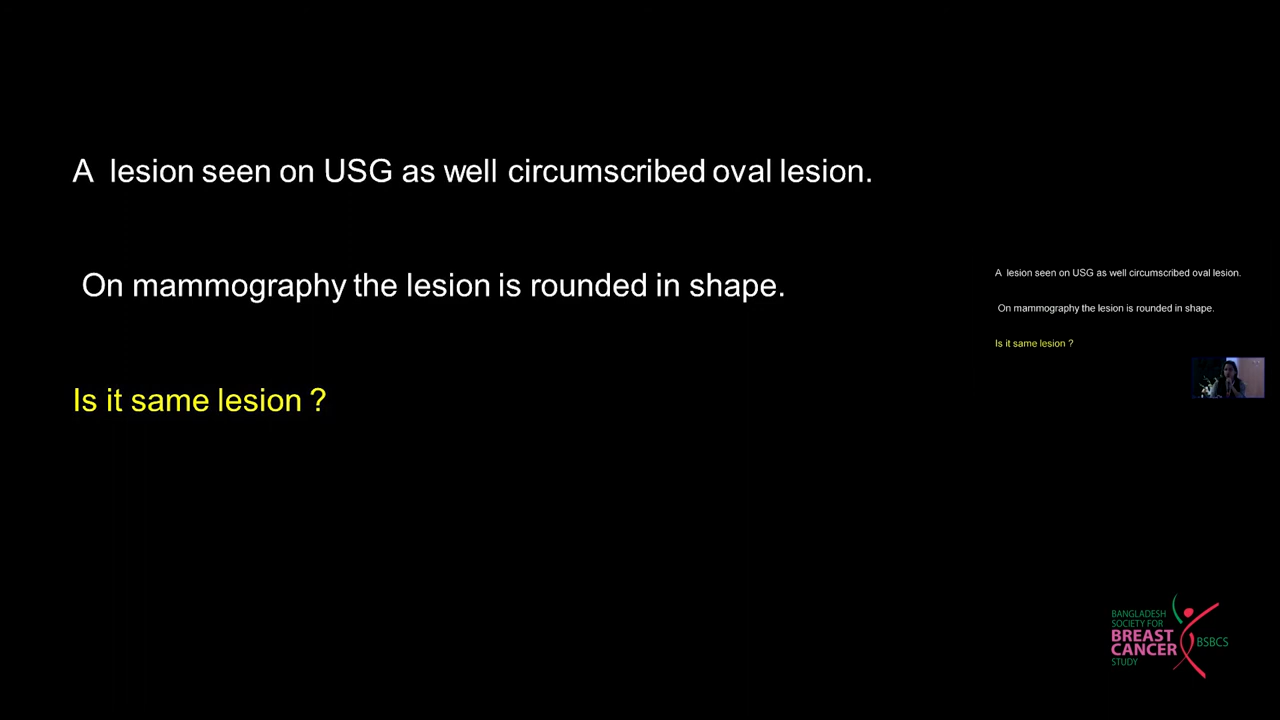 A lesion seen on USG as well circumscribed oval lesion.
On mammography the lesion is rounded in shape.
Is it same lesion ?
A lesion seen on USG as well circumscribed oval lesion.
On mammography the lesion is rounded in shape.
Is it same lesion ?
BANGLADESH
SOCIETY FOR
BREAST
CANCER
STUDY
BSBCS